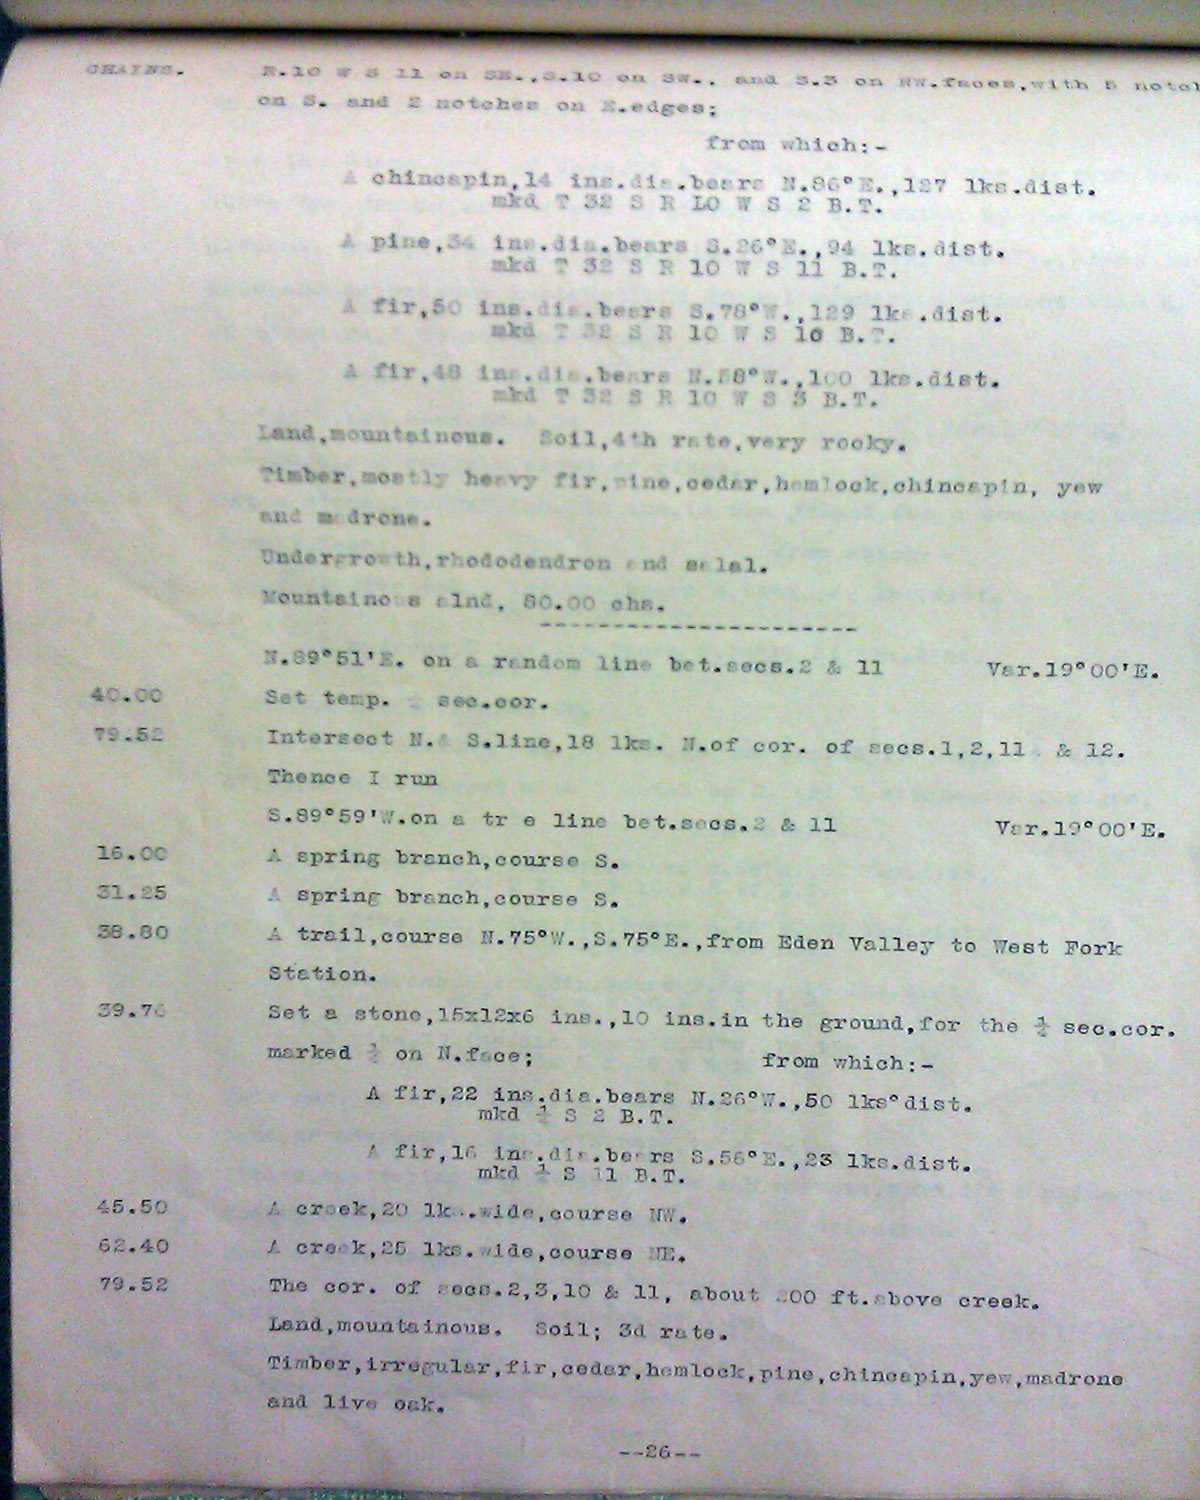 CHAINS. R.10 W S 11 on SE.,S.10 on SW., and S.3 on NW.faces,with 5
on S. and 2 notches on E.edges;
from which:-
A chincapin,14 ins.dia.bears N.86°E.,127 lks.dist.
mkd T 32 S R LO W S 2 B.T.
A pine,34 ins.dia.bears S.26°E.,94 lks.dist.
mkd T 32 S R 10 W S 11 B.T.
A fir,50 ins.dia.bears S.78°W.,129 lks.dist.
mkd T 32 S R 10 W S 10 B.T.
A fir,48 ins.dia.bears N.58°W.,100 lks.dist.
mkd T 32 S R 10 W S 3 B.T.
Land,mountainous. Soil,4th rate,very rocky.
Timber,mostly heavy fir,pine,cedar,hemlock,chincapin, yew
and madrone.
Undergrowth,rhododendron and salal.
Mountainous alnd, 80.00 chs.
----------------------
N.89°51'E. on a random line bet.secs.2 & 11 Var.19°00'E.
40.00 Set temp. sec.cor.
79.52 Intersect N.& S.line,18 lks. N.of cor. of secs.1,2,11 & 12.
Thence I run
S.89°59'W.on a tr e line bet.secs.2 & 11 Var.19°00'E.
16.00 A spring branch,course S.
31.25 A spring branch,course S.
38.80 A trail,course N.75°W.,S.75°E.,from Eden Valley to West Fork
Station.
39.76 Set a stone,15x12x6 ins.,10 ins.in the ground,for the ¼ sec.cor.
marked ¼ on N.face; from which:-
A fir,22 ins.dia.bears N.26°W.,50 lks°dist.
mkd ¼ S 2 B.T.
A fir,16 ins.dia.bears S.56°E.,23 lks.dist.
mkd ¼ S 11 B.T.
45.50 A creek,20 lks.wide,course NW.
62.40 A creek,25 lks.wide,course NE.
79.52 The cor. of secs.2,3,10 & 11, about ft.above creek.
Land,mountainous. Soil; 3d rate.
Timber,irregular,fir,cedar,hemlock,pine,chincapin,yew,madrone
and live oak.
--26--